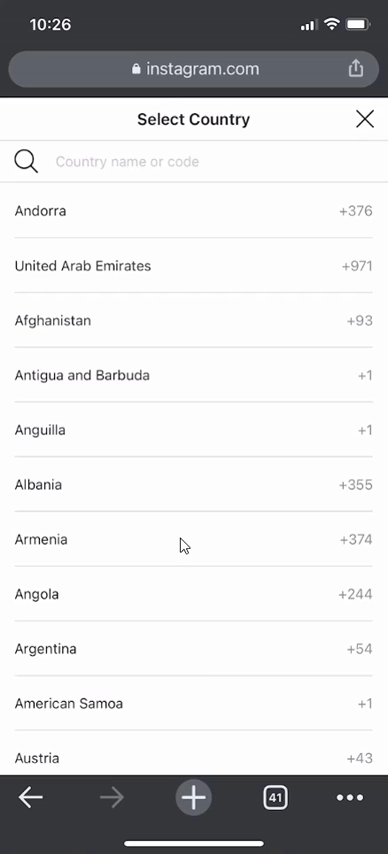 10:26
instagram.com
Select Country
Country name or code
Andorra +376
United Arab Emirates +971
Afghanistan +93
Antigua and Barbuda +1
Anguilla +1
Albania +355
Armenia +374
Angola +244
Argentina +54
American Samoa +1
Austria +43
41